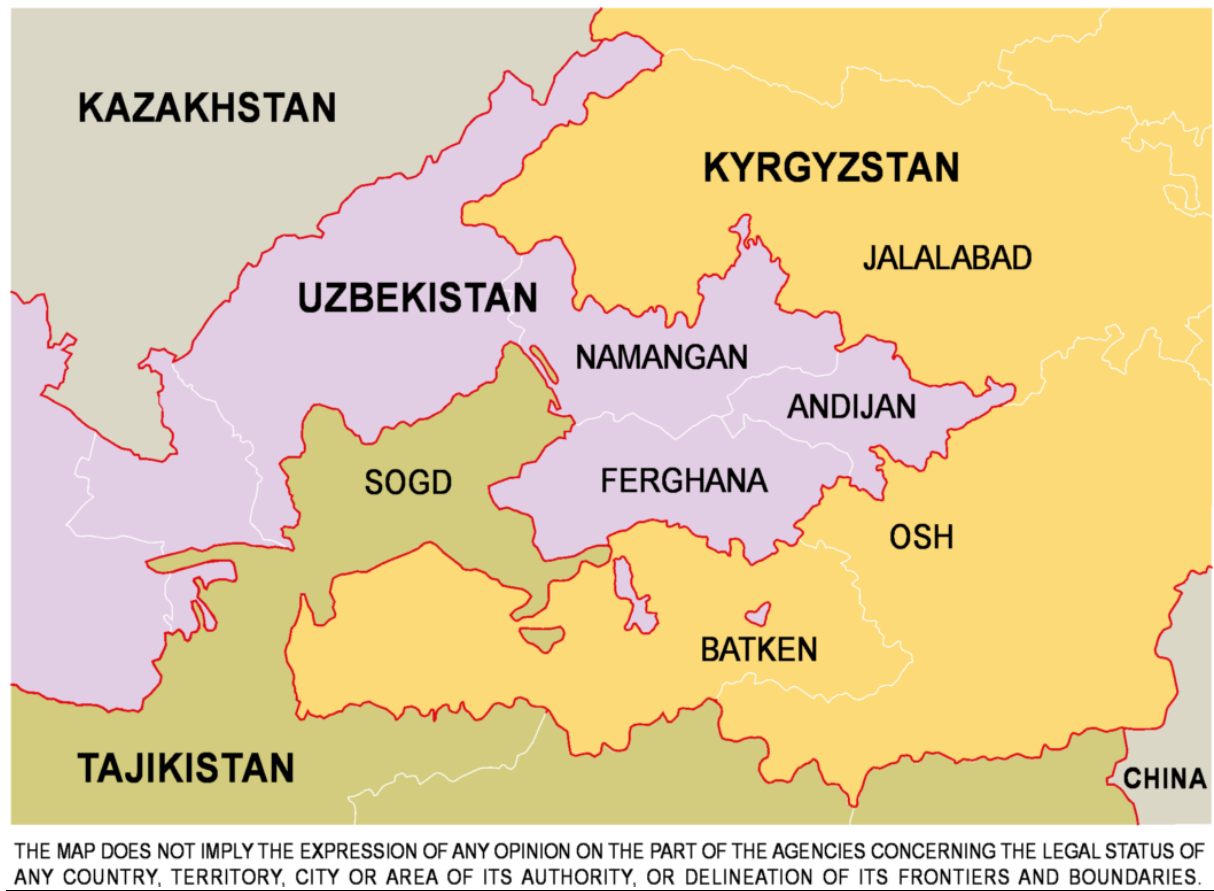 KAZAKHSTAN
KYRGYZSTAN
JALALABAD
UZBEKISTAN
NAMANGAN
ANDIJAN
SOGD
FERGHANA
OSH
BATKEN
TAJIKISTAN
CHINA
THE MAP DOES NOT IMPLY THE EXPRESSION OF ANY OPINION ON THE PART OF THE AGENCIES CONCERNING THE LEGAL STATUS OF
ANY COUNTRY, TERRITORY, CITY OR AREA OF ITS AUTHORITY, OR DELINEATION OF ITS FRONTIERS AND BOUNDARIES.